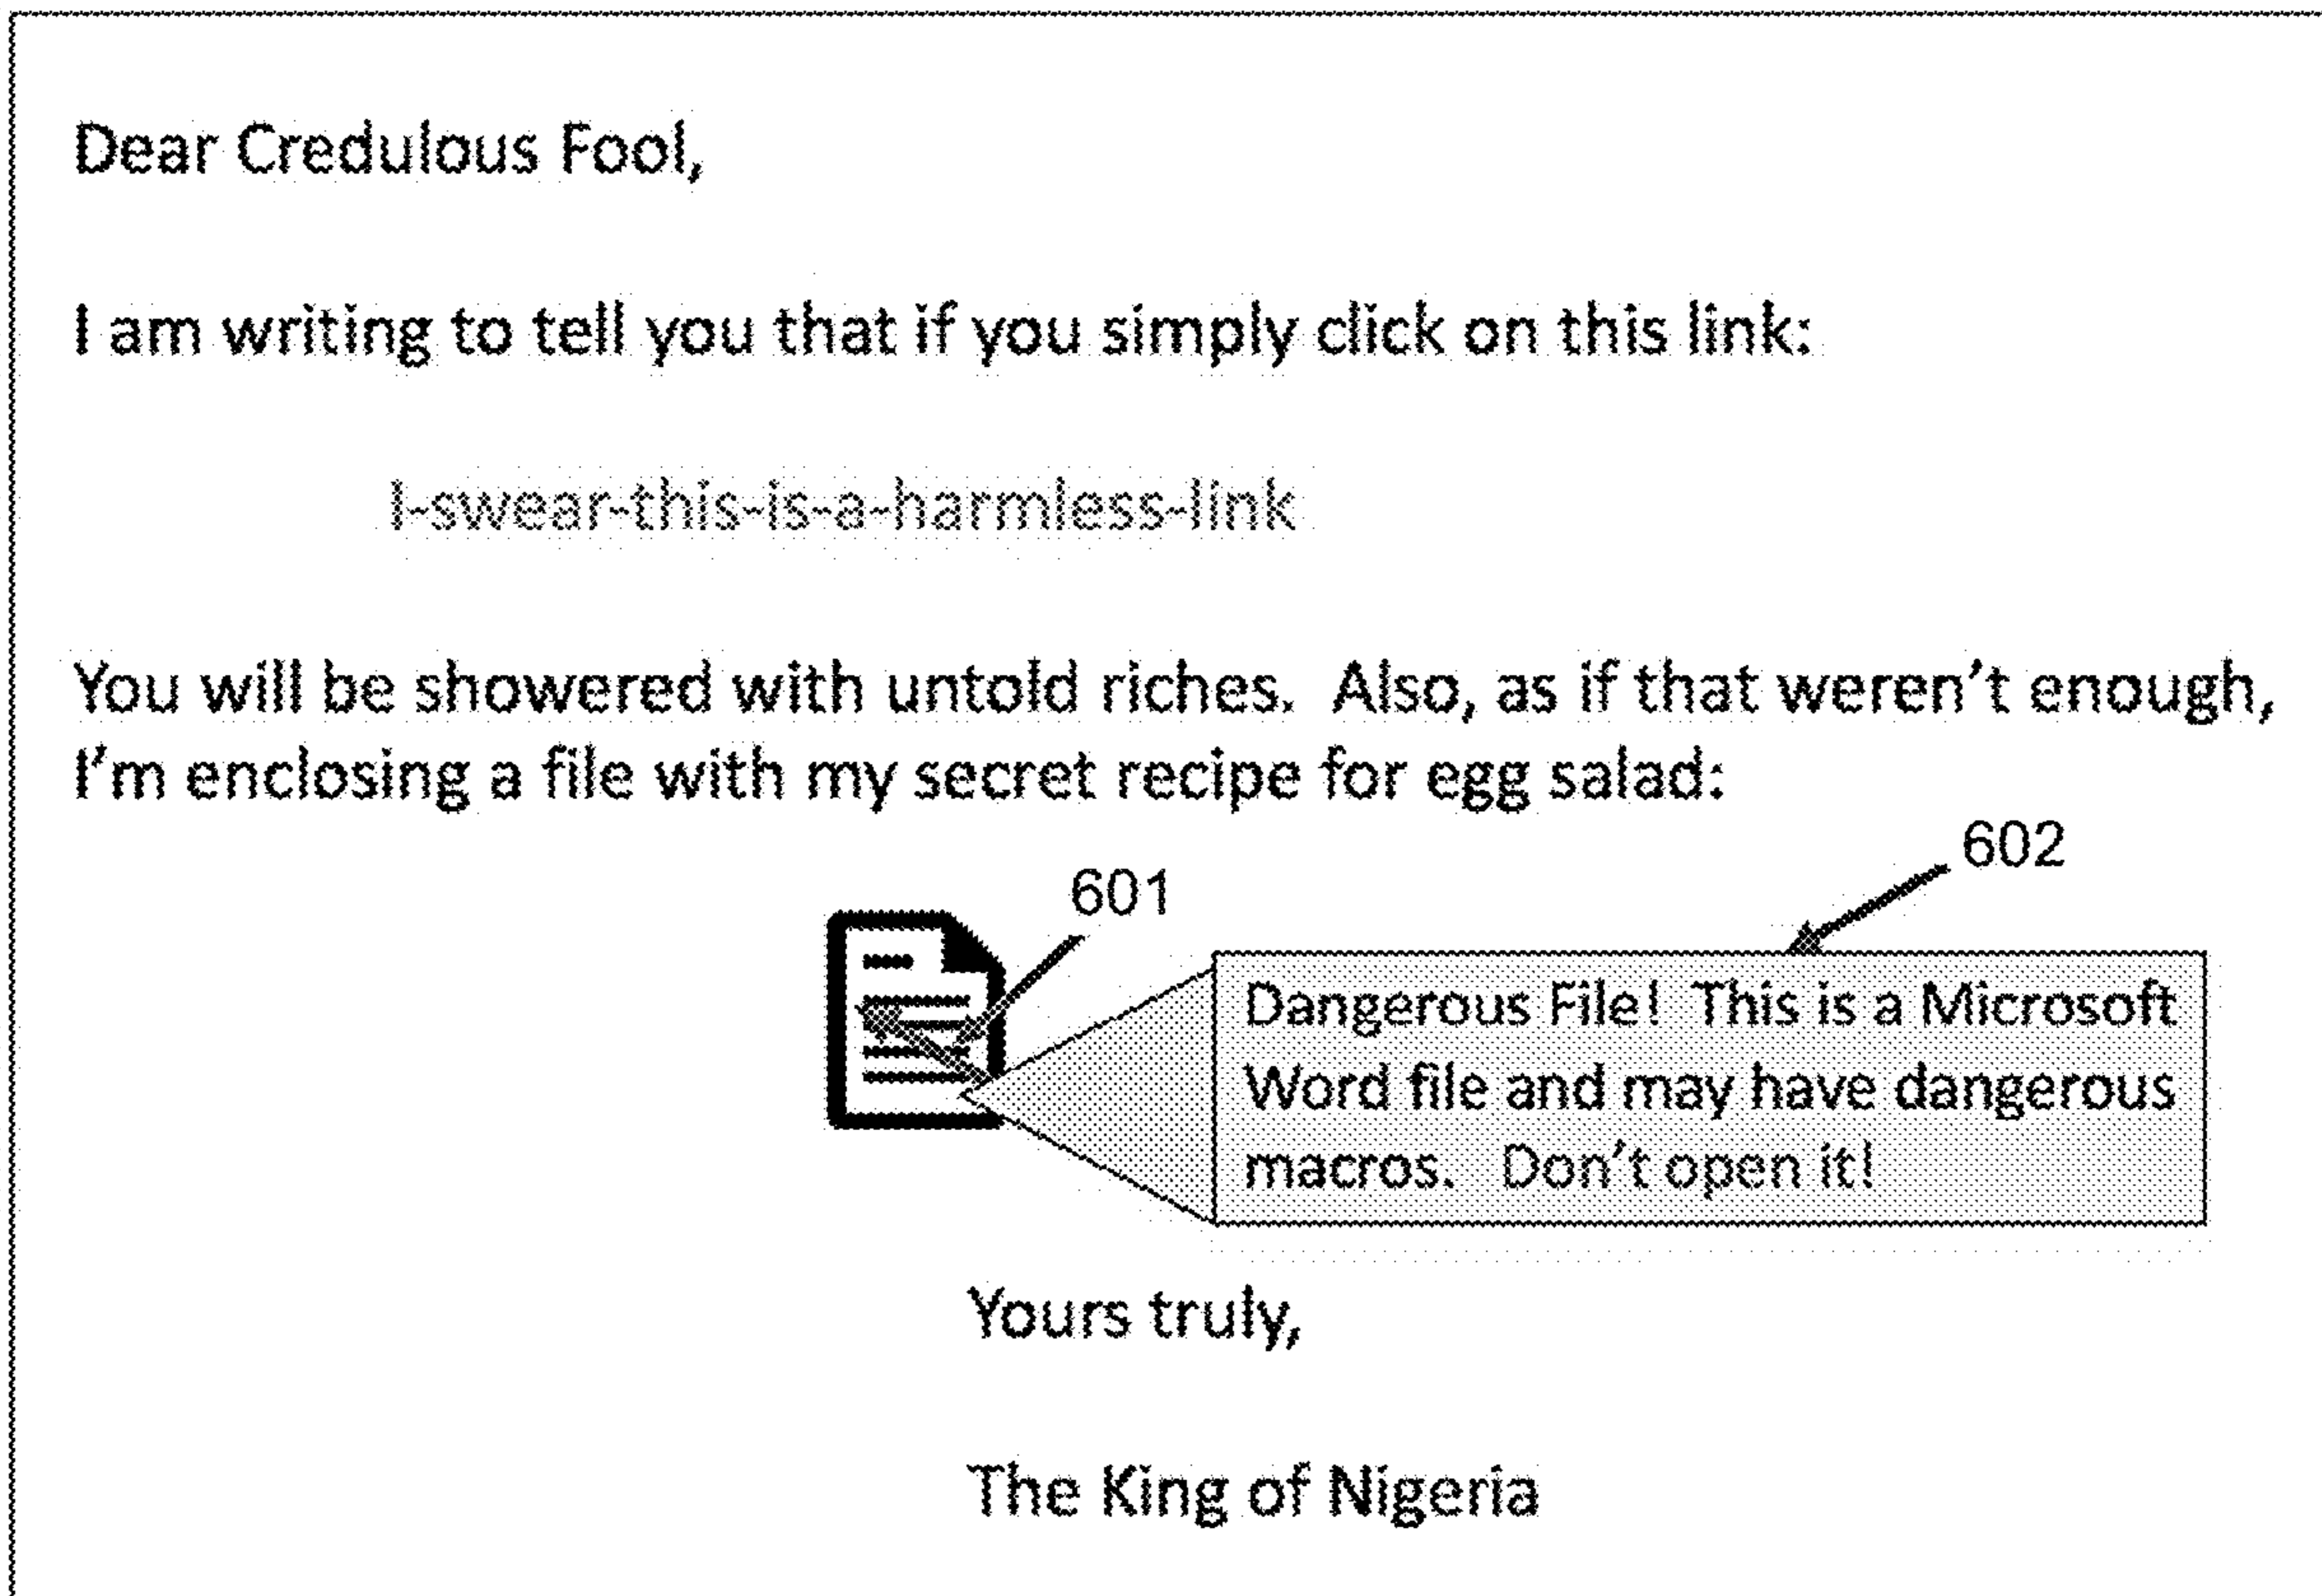 Dear Credulous Fool,
I am writing to tell you that if you simply click on this link:
I-swear-this-is-a-harmless-link
You will be showered with untold riches.  Also, as if that weren't enough,
I'm enclosing a file with my secret recipe for egg salad:
602
601
Dangerous File!  This is a Microsoft
Word file and may have dangerous
macros.   Don't open it!
Yours truly,
The King of Nigeria